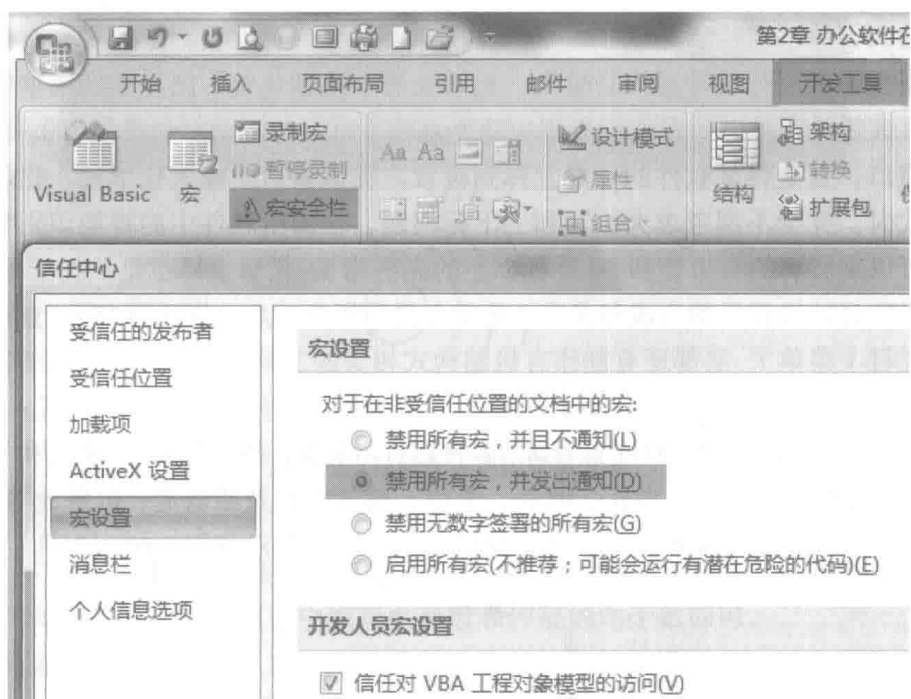 第2章 办公软件在
开始 插入 页面布局 引用 邮件 审阅 视图 开发工具
Visual Basic
宏
录制宏
暂停录制
宏安全性
Aa Aa
设计模式
属性
组合
结构
架构
转换
扩展包
信任中心
受信任的发布者
受信任位置
加载项
ActiveX 设置
宏设置
消息栏
个人信息选项
宏设置
对于在非受信任位置的文档中的宏:
禁用所有宏，并且不通知(L)
禁用所有宏，并发出通知(D)
禁用无数字签署的所有宏(G)
启用所有宏(不推荐；可能会运行有潜在危险的代码)(E)
开发人员宏设置
信任对 VBA 工程对象模型的访问(V)